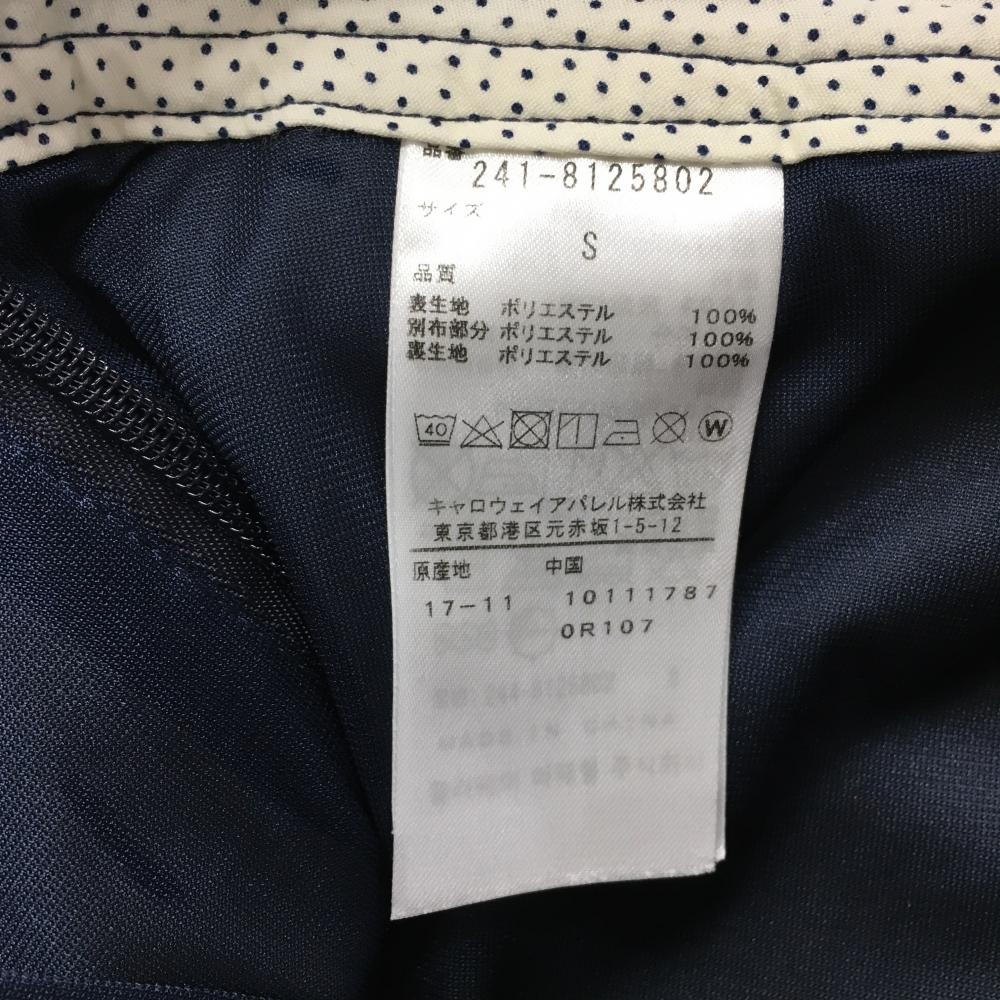 品番
241-8125802
サイズ
S
品質
表生地 ポリエステル 100%
別布部分 ポリエステル 100%
裏生地 ポリエステル 100%
40 W
キャロウェイアパレル株式会社
東京都港区元赤坂1-5-12
原産地 中国
17-11 10111787
0R107